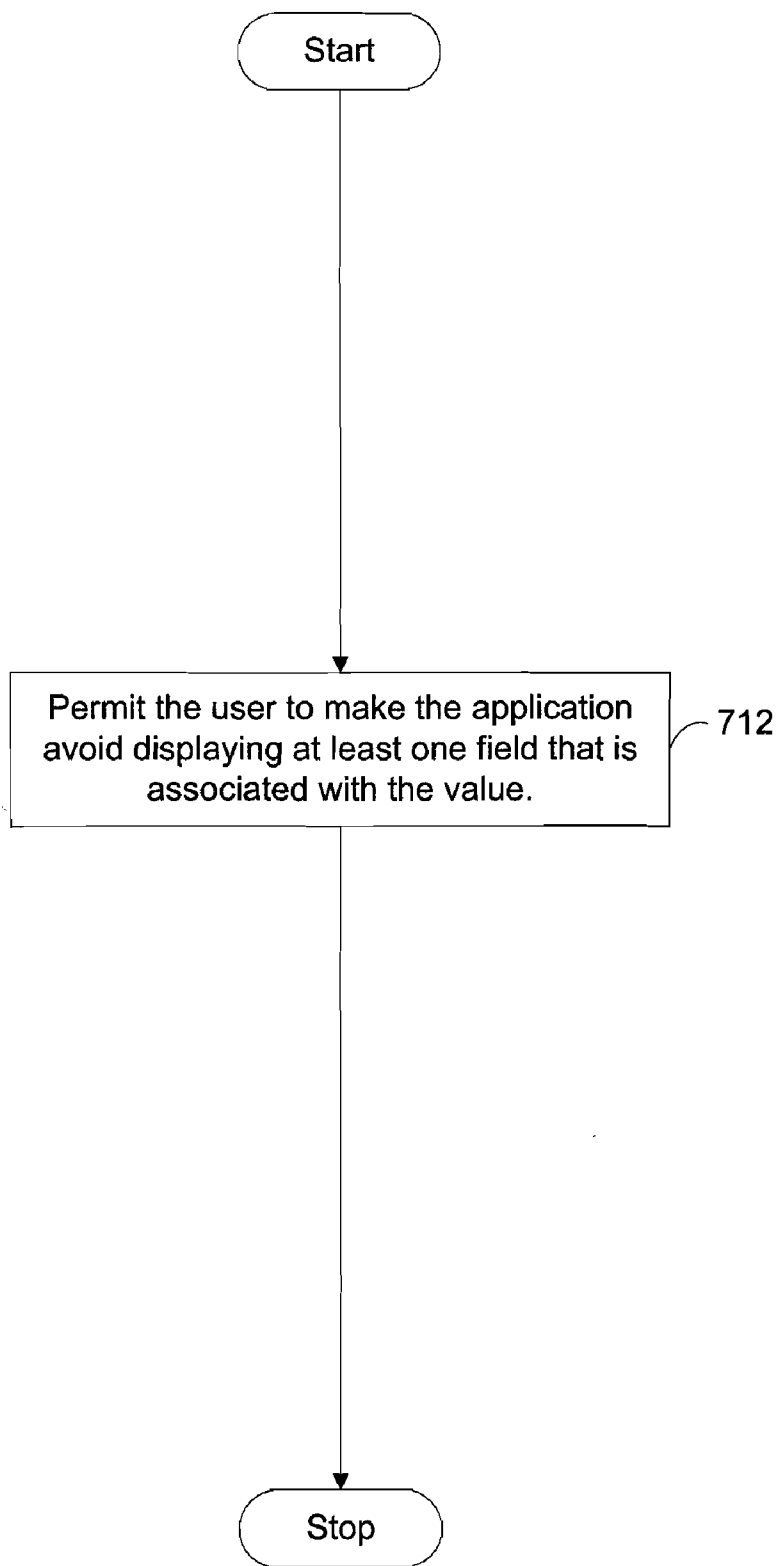 Start
Permit the user to make the application
avoid displaying at least one field that is
associated with the value.
712
Stop